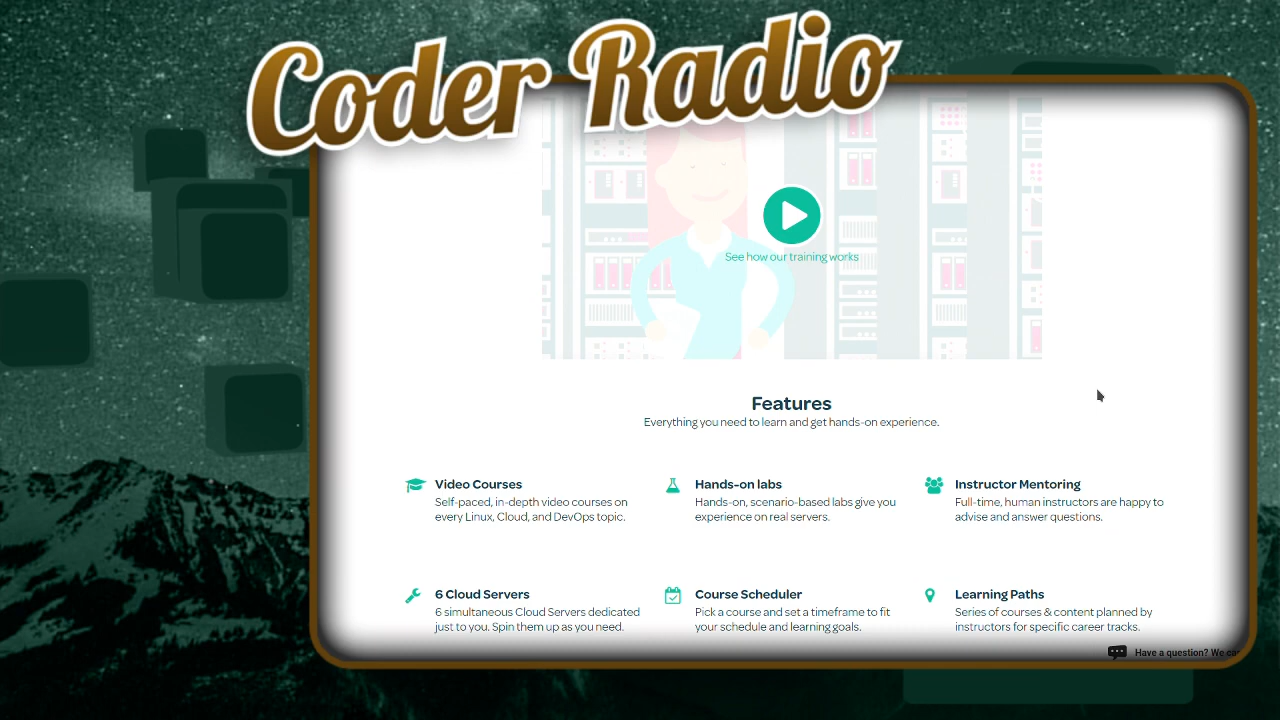 Coder Radio
See how our training works
Features
Everything you need to learn and get hands-on experience.
Video Courses
Self-paced, in-depth video courses on
every Linux, Cloud, and DevOps topic.
Hands-on labs
Hands-on, scenario-based labs give you
experience on real servers.
Instructor Mentoring
Full-time, human instructors are happy to
advise and answer questions.
6 Cloud Servers
6 simultaneous Cloud Servers dedicated
just to you. Spin them up as you need.
Course Scheduler
Pick a course and set a timeframe to fit
your schedule and learning goals.
Learning Paths
Series of courses & content planned by
instructors for specific career tracks.
Have a question? We